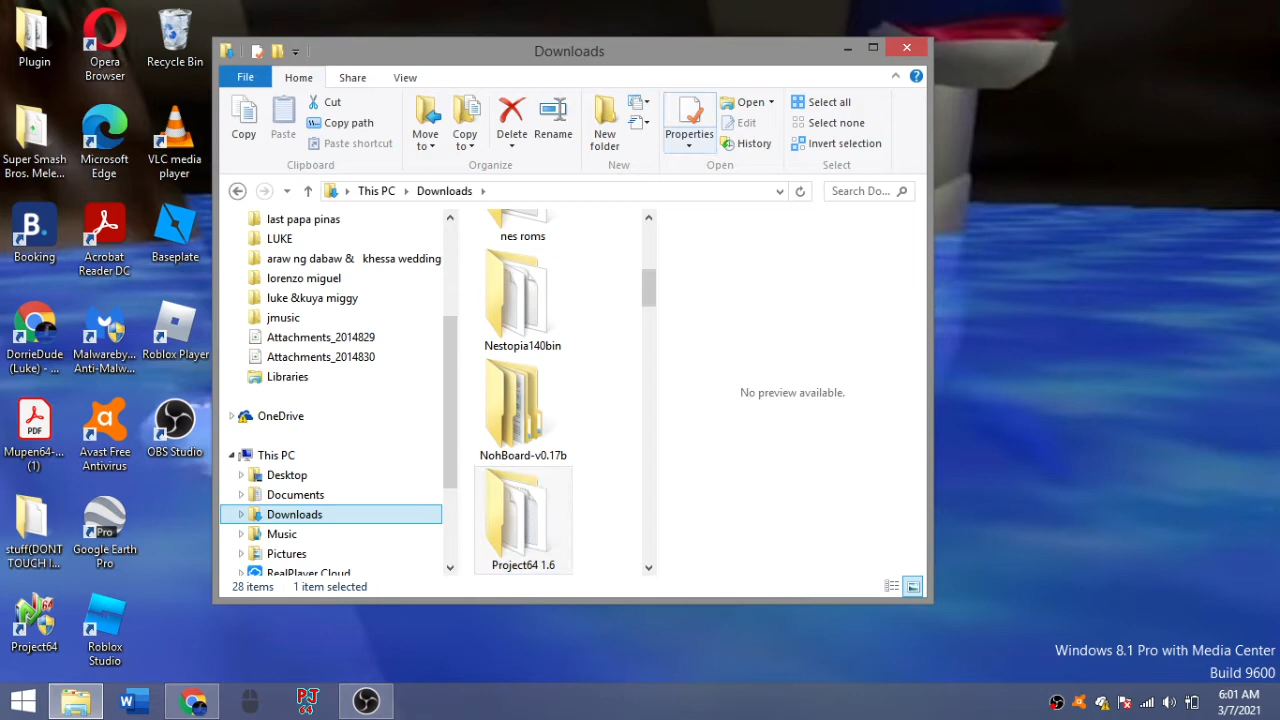 Plugin
Opera
Browser
Recycle Bin
Super Smash
Bros. Mele...
Microsoft
Edge
VLC media
player
B.
Booking
Acrobat
Reader DC
Baseplate
DorrieDude
(Luke) - ...
Malwareby...
Anti-Malw...
Roblox Player
PDF
Mupen64-...
(1)
Avast Free
Antivirus
OBS Studio
stuff(DONT
TOUCH I...
Pro
Google Earth
Pro
Project64
Roblox
Studio
Downloads
File
Home
Share
View
Copy
Paste
Cut
Copy path
Paste shortcut
Clipboard
Move
to
Copy
to
Delete
Rename
Organize
New
folder
New
Properties
Open
Edit
History
Open
Select all
Select none
Invert selection
Select
This PC
Downloads
Search Do...
last papa pinas
LUKE
araw ng dabaw & khessa wedding
lorenzo miguel
luke &kuya miggy
jmusic
Attachments_2014829
Attachments_2014830
Libraries
OneDrive
This PC
Desktop
Documents
Downloads
Music
Pictures
RealPlayer Cloud
nes roms
Nestopia140bin
NohBoard-v0.17b
Project64 1.6
No preview available.
28 items
1 item selected
Windows 8.1 Pro with Media Center
Build 9600
PJ
64
6:01 AM
3/7/2021